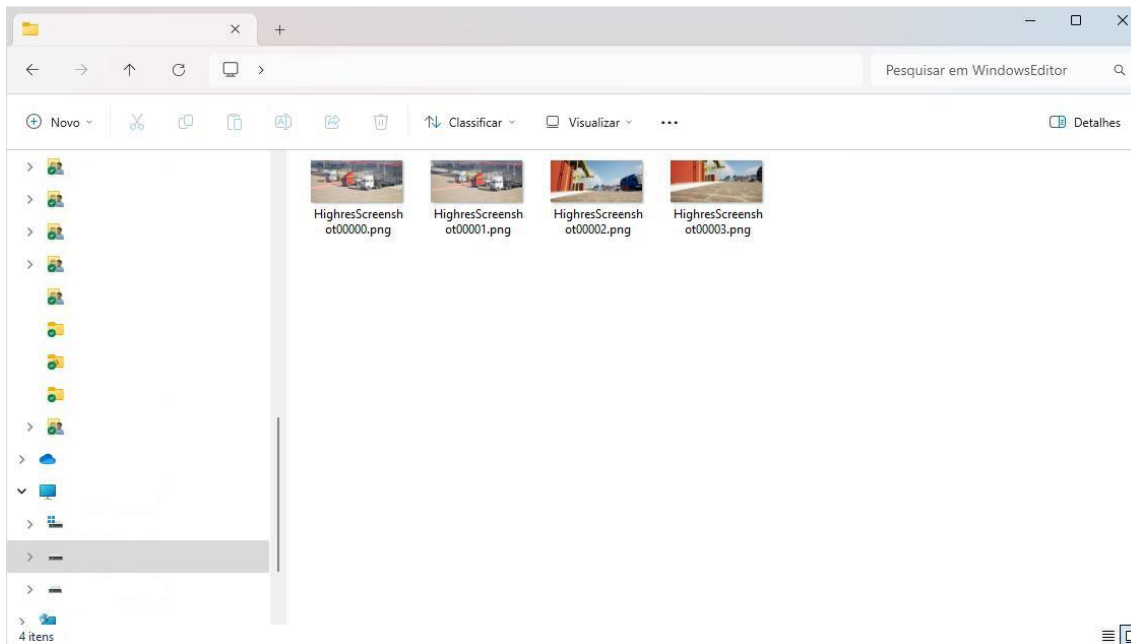 Pesquisar em WindowsEditor
Novo
Classificar
Visualizar
Detalhes
HighresScreensh
ot00000.png
HighresScreensh
ot00001.png
HighresScreensh
ot00002.png
HighresScreensh
ot00003.png
4 itens